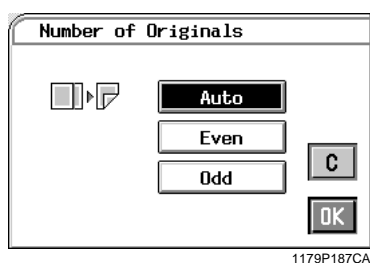 Number of Originals
Auto
Even
Odd
C
OK
1179P187CA